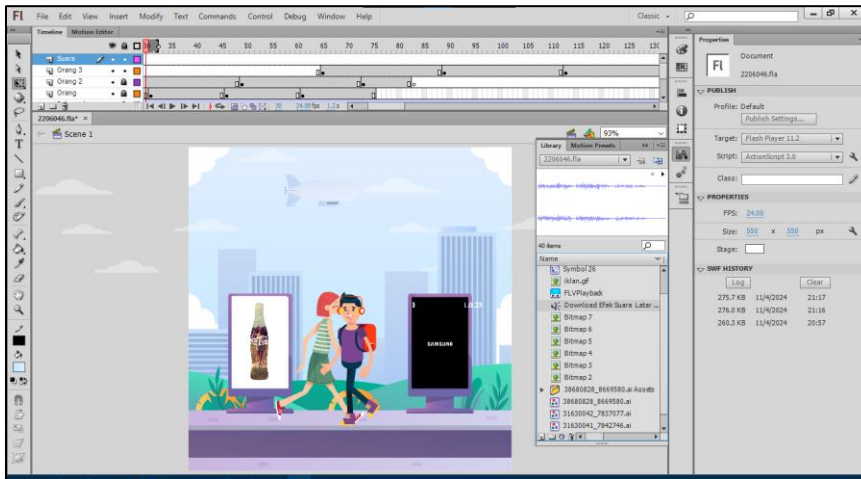 Fl File Edit View Insert Modify Text Commands Control Debug Window Help Classic
Timeline Motion Editor
30 35 40 45 50 55 60 65 70 75 80 85 90 95 100 105 110 115 120 125 130
Suara
Orang 3
Orang 2
Orang
30 24.00 fps 1.2 s
2206046.fla* ×
Scene 1 93%
Library Motion Presets
2206046.fla
40 items
Name
Symbol 26
iklan.gif
FLVPlayback
Download Efek Suara Latar ...
Bitmap 7
Bitmap 6
Bitmap 5
Bitmap 4
Bitmap 3
Bitmap 2
38680828_8669580.ai Assets
38680828_8669580.ai
31630042_7837077.ai
31630041_7842746.ai
SAMSUNG
Properties
Fl
Document
2206046.fla
PUBLISH
Profile: Default
Publish Settings...
Target: Flash Player 11.2
Script: ActionScript 3.0
Class:
PROPERTIES
FPS: 24.00
Size: 550 x 550 px
Stage:
SWF HISTORY
Log Clear
275.7 KB 11/4/2024 21:17
276.0 KB 11/4/2024 21:16
260.3 KB 11/4/2024 20:57